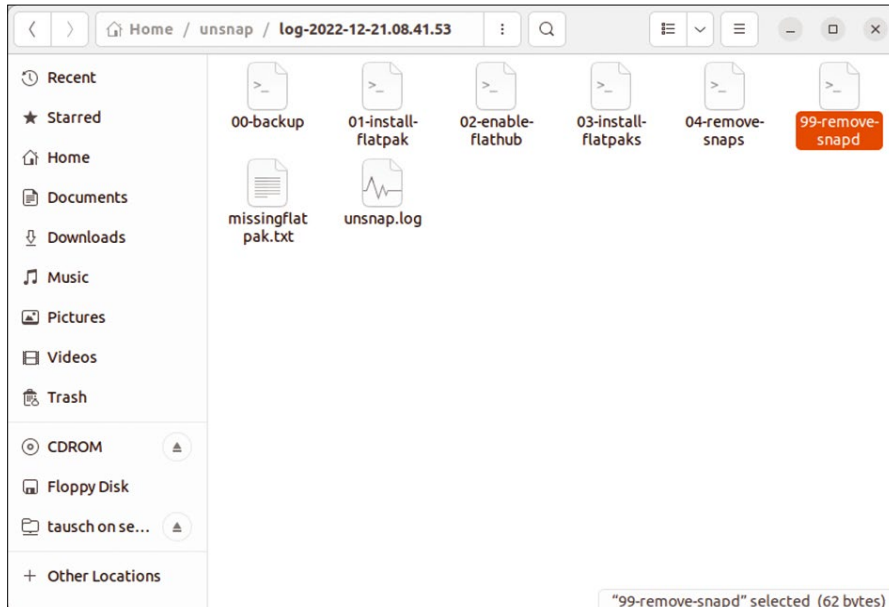 Home / unsnap / log-2022-12-21.08.41.53
Recent
Starred
Home
Documents
Downloads
Music
Pictures
Videos
Trash
CDROM
Floppy Disk
tausch on se...
+ Other Locations
>_ >_ >_ >_ >_ >_
00-backup 01-install- 02-enable- 03-install- 04-remove- 99-remove-
flatpak flathub flatpaks snaps snapd
missingflat unsnap.log
pak.txt
"99-remove-snapd" selected (62 bytes)